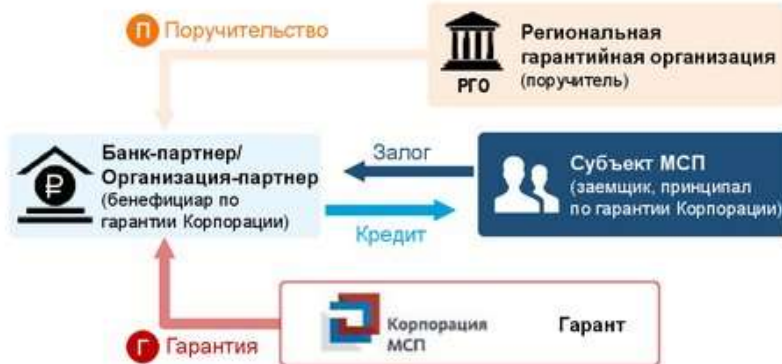 П Поручительство
Региональная
гарантийная организация
(поручитель)
РГО
Банк-партнер/
Организация-партнер
(бенефициар по
гарантии Корпорации)
₽
Залог
Кредит
Субъект МСП
(заемщик, принципал
по гарантии Корпорации)
Г Гарантия
Корпорация
МСП
Гарант